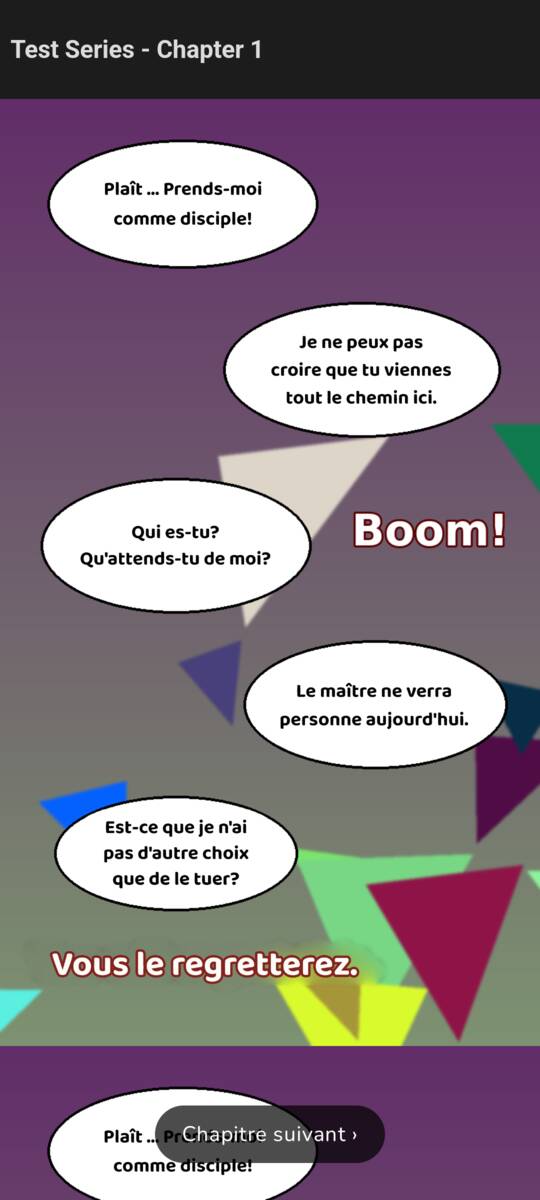 Test Series - Chapter 1
Plaît ... Prends-moi
comme disciple!
Je ne peux pas
croire que tu viennes
tout le chemin ici.
Qui es-tu?
Qu'attends-tu de moi?
Boom!
Le maître ne verra
personne aujourd'hui.
Est-ce que je n'ai
pas d'autre choix
que de le tuer?
Vous le regretterez.
Plaît ... Prends-moi
comme disciple!
Chapitre suivant ›